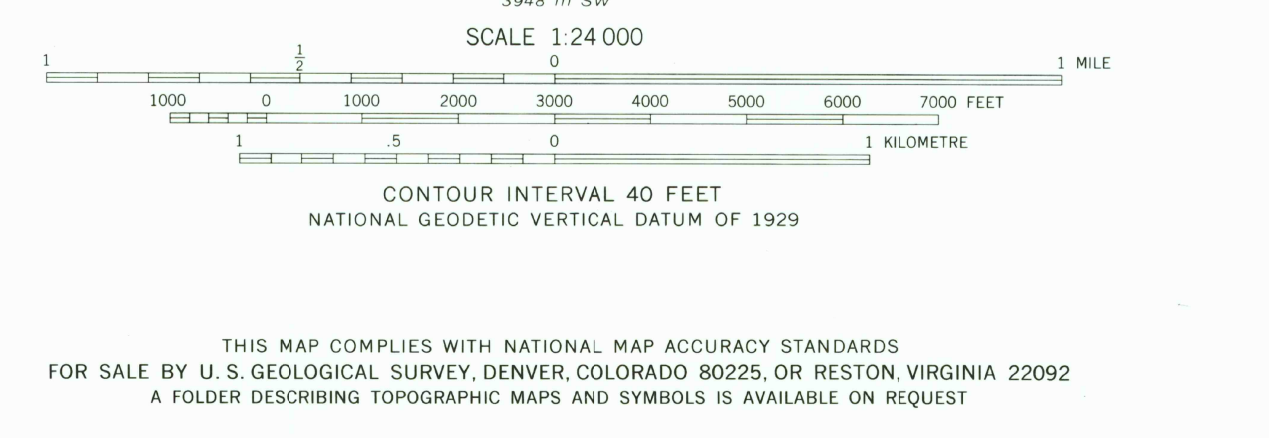 SCALE 1:24 000
1 1/2 0 1 MILE
1000 0 1000 2000 3000 4000 5000 6000 7000 FEET
1 .5 0 1 KILOMETRE
CONTOUR INTERVAL 40 FEET
NATIONAL GEODETIC VERTICAL DATUM OF 1929
THIS MAP COMPLIES WITH NATIONAL MAP ACCURACY STANDARDS
FOR SALE BY U. S. GEOLOGICAL SURVEY, DENVER, COLORADO 80225, OR RESTON, VIRGINIA 22092
A FOLDER DESCRIBING TOPOGRAPHIC MAPS AND SYMBOLS IS AVAILABLE ON REQUEST